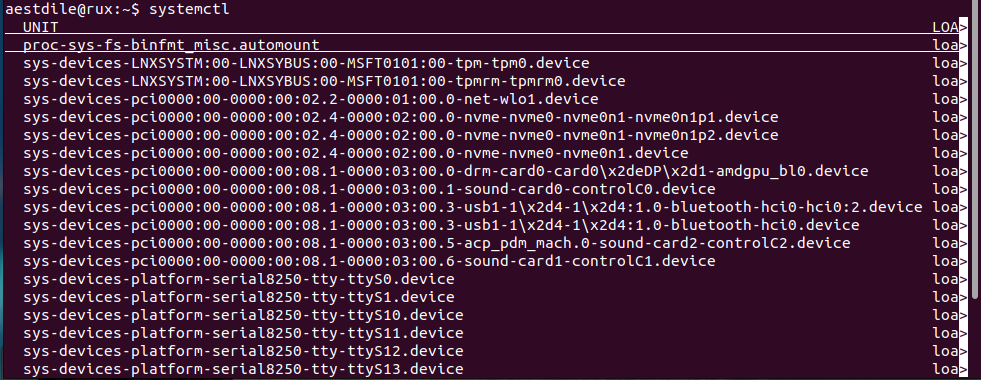 aestdile@rux:~$ systemctl
UNIT LOA>
proc-sys-fs-binfmt_misc.automount loa>
sys-devices-LNXSYSTM:00-LNXSYBUS:00-MSFT0101:00-tpm-tpm0.device loa>
sys-devices-LNXSYSTM:00-LNXSYBUS:00-MSFT0101:00-tpmrm-tpmrm0.device loa>
sys-devices-pci0000:00-0000:00:02.2-0000:01:00.0-net-wlo1.device loa>
sys-devices-pci0000:00-0000:00:02.4-0000:02:00.0-nvme-nvme0-nvme0n1-nvme0n1p1.device loa>
sys-devices-pci0000:00-0000:00:02.4-0000:02:00.0-nvme-nvme0-nvme0n1-nvme0n1p2.device loa>
sys-devices-pci0000:00-0000:00:02.4-0000:02:00.0-nvme-nvme0-nvme0n1.device loa>
sys-devices-pci0000:00-0000:00:08.1-0000:03:00.0-drm-card0-card0\x2deDP\x2d1-amdgpu_bl0.device loa>
sys-devices-pci0000:00-0000:00:08.1-0000:03:00.1-sound-card0-controlC0.device loa>
sys-devices-pci0000:00-0000:00:08.1-0000:03:00.3-usb1-1\x2d4-1\x2d4:1.0-bluetooth-hci0-hci0:2.device loa>
sys-devices-pci0000:00-0000:00:08.1-0000:03:00.3-usb1-1\x2d4-1\x2d4:1.0-bluetooth-hci0.device loa>
sys-devices-pci0000:00-0000:00:08.1-0000:03:00.5-acp_pdm_mach.0-sound-card2-controlC2.device loa>
sys-devices-pci0000:00-0000:00:08.1-0000:03:00.6-sound-card1-controlC1.device loa>
sys-devices-platform-serial8250-tty-ttyS0.device loa>
sys-devices-platform-serial8250-tty-ttyS1.device loa>
sys-devices-platform-serial8250-tty-ttyS10.device loa>
sys-devices-platform-serial8250-tty-ttyS11.device loa>
sys-devices-platform-serial8250-tty-ttyS12.device loa>
sys-devices-platform-serial8250-tty-ttyS13.device loa>